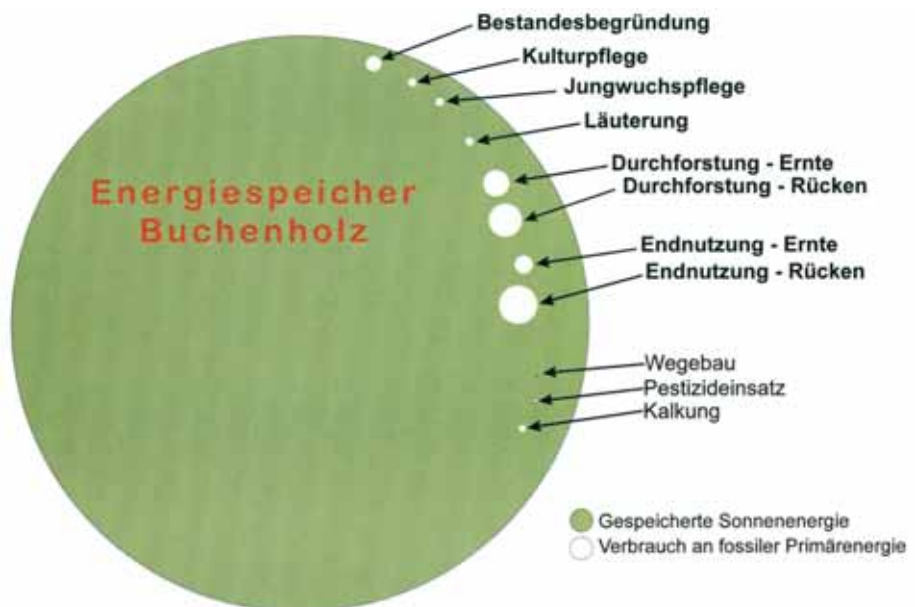 Bestandesbegründung
Kulturpflege
Jungwuchspflege
Läuterung
Durchforstung - Ernte
Durchforstung - Rücken
Energiespeicher
Buchenholz
Endnutzung - Ernte
Endnutzung - Rücken
Wegebau
Pestizideinsatz
Kalkung
Gespeicherte Sonnenenergie
Verbrauch an fossiler Primärenergie